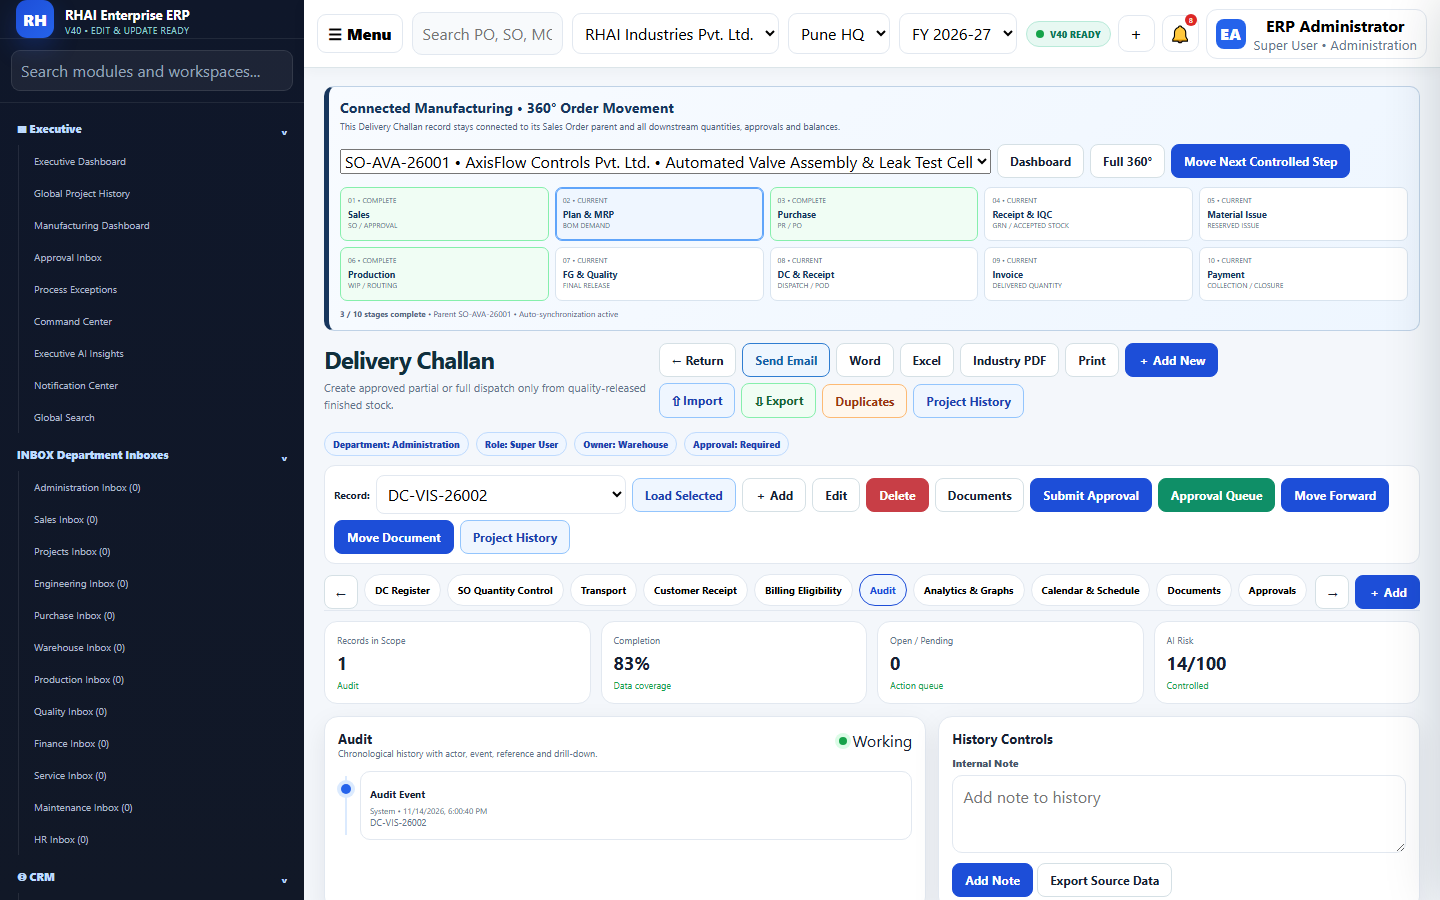 RH
RHAI Enterprise ERP
V40 • EDIT & UPDATE READY
Search modules and workspaces...
Executive
Executive Dashboard
Global Project History
Manufacturing Dashboard
Approval Inbox
Process Exceptions
Command Center
Executive AI Insights
Notification Center
Global Search
INBOX Department Inboxes
Administration Inbox (0)
Sales Inbox (0)
Projects Inbox (0)
Engineering Inbox (0)
Purchase Inbox (0)
Warehouse Inbox (0)
Production Inbox (0)
Quality Inbox (0)
Finance Inbox (0)
Service Inbox (0)
Maintenance Inbox (0)
HR Inbox (0)
CRM
☰ Menu
Search PO, SO, MO
RHAI Industries Pvt. Ltd.
Pune HQ
FY 2026-27
V40 READY
+
8
EA
ERP Administrator
Super User • Administration
Connected Manufacturing • 360° Order Movement
This Delivery Challan record stays connected to its Sales Order parent and all downstream quantities, approvals and balances.
SO-AVA-26001 • AxisFlow Controls Pvt. Ltd. • Automated Valve Assembly & Leak Test Cell
Dashboard
Full 360°
Move Next Controlled Step
01 • COMPLETE
Sales
SO / APPROVAL
02 • CURRENT
Plan & MRP
BOM DEMAND
03 • COMPLETE
Purchase
PR / PO
04 • CURRENT
Receipt & IQC
GRN / ACCEPTED STOCK
05 • CURRENT
Material Issue
RESERVED ISSUE
06 • COMPLETE
Production
WIP / ROUTING
07 • CURRENT
FG & Quality
FINAL RELEASE
08 • CURRENT
DC & Receipt
DISPATCH / POD
09 • CURRENT
Invoice
DELIVERED QUANTITY
10 • CURRENT
Payment
COLLECTION / CLOSURE
3 / 10 stages complete • Parent SO-AVA-26001 • Auto-synchronization active
Delivery Challan
Create approved partial or full dispatch only from quality-released
finished stock.
← Return
Send Email
Word
Excel
Industry PDF
Print
+ Add New
⇧ Import
⇩ Export
Duplicates
Project History
Department: Administration
Role: Super User
Owner: Warehouse
Approval: Required
Record:
DC-VIS-26002
Load Selected
+ Add
Edit
Delete
Documents
Submit Approval
Approval Queue
Move Forward
Move Document
Project History
←
DC Register
SO Quantity Control
Transport
Customer Receipt
Billing Eligibility
Audit
Analytics & Graphs
Calendar & Schedule
Documents
Approvals
→
+ Add
Records in Scope
1
Audit
Completion
83%
Data coverage
Open / Pending
0
Action queue
AI Risk
14/100
Controlled
Audit
Chronological history with actor, event, reference and drill-down.
Working
Audit Event
System • 11/14/2026, 6:00:40 PM
DC-VIS-26002
History Controls
Internal Note
Add note to history
Add Note
Export Source Data